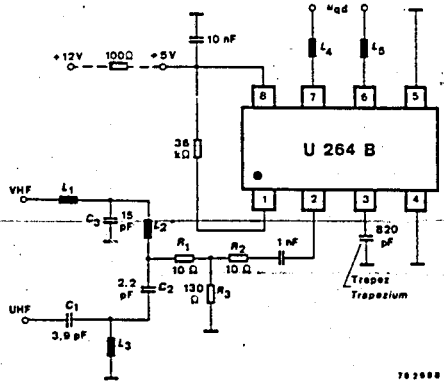 u qd
10 nF
+12V
100Ω
+5V
L4
L5
8
7
6
5
36
kΩ
U 264 B
1
2
3
4
VHF
L1
C3
15
pF
L2
R1
10 Ω
R2
10 Ω
1 nF
820
pF
2.2
pF
C2
130
Ω
R3
Trapez
Trapezium
UHF
C1
3,9 pF
L3